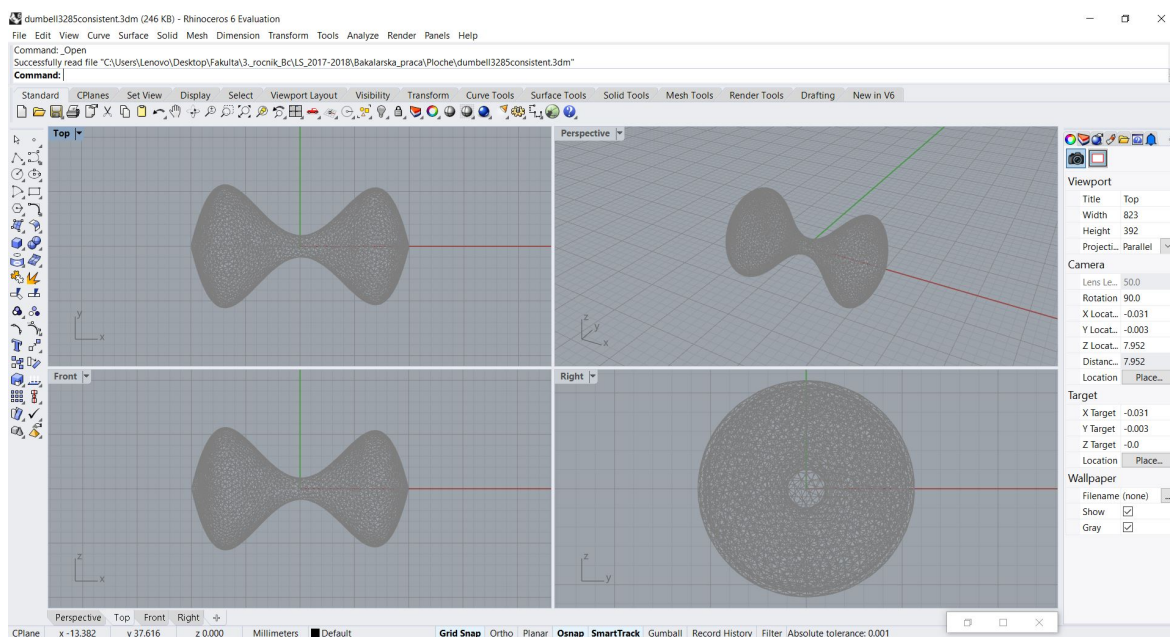 dumbell3285consistent.3dm (246 KB) - Rhinoceros 6 Evaluation
File Edit View Curve Surface Solid Mesh Dimension Transform Tools Analyze Render Panels Help
Command: _Open
Successfully read file "C:\Users\Lenovo\Desktop\Fakulta\3._rocnik_Bc\LS_2017-2018\Bakalarska_praca\Ploche\dumbell3285consistent.3dm"
Command:
Standard CPlanes Set View Display Select Viewport Layout Visibility Transform Curve Tools Surface Tools Solid Tools Mesh Tools Render Tools Drafting New in V6
Top
y
x
Perspective
z
y
x
Front
z
x
Right
z
y
Viewport
Title Top
Width 823
Height 392
Projecti... Parallel
Camera
Lens Le... 50.0
Rotation 90.0
X Locat... -0.031
Y Locat... -0.003
Z Locat... 7.952
Distanc... 7.952
Location Place...
Target
X Target -0.031
Y Target -0.003
Z Target -0.0
Location Place...
Wallpaper
Filename (none) ...
Show
Gray
Perspective Top Front Right
CPlane x -13.382 y 37.616 z 0.000 Millimeters Default Grid Snap Ortho Planar Osnap SmartTrack Gumball Record History Filter Absolute tolerance: 0.001